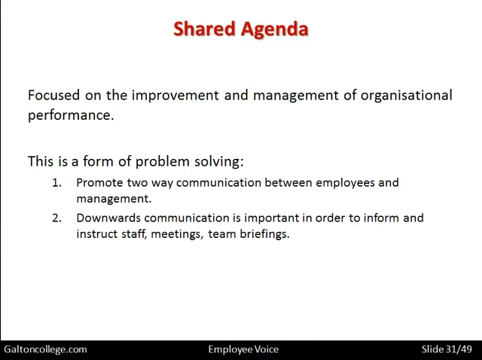 Shared Agenda
Focused on the improvement and management of organisational
performance.
This is a form of problem solving:
1. Promote two way communication between employees and
management.
2. Downwards communication is important in order to inform and
instruct staff, meetings, team briefings.
Galtoncollege.com Employee Voice Slide 31/49